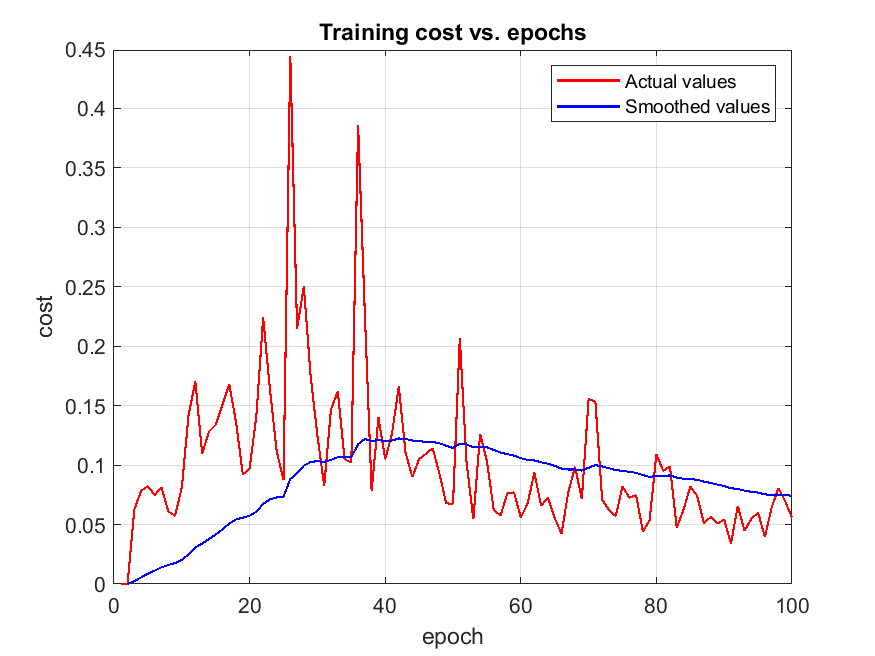 Training cost vs. epochs
Actual values
Smoothed values
0.45
0.4
0.35
0.3
0.25
0.2
0.15
0.1
0.05
0
cost
0 20 40 60 80 100
epoch